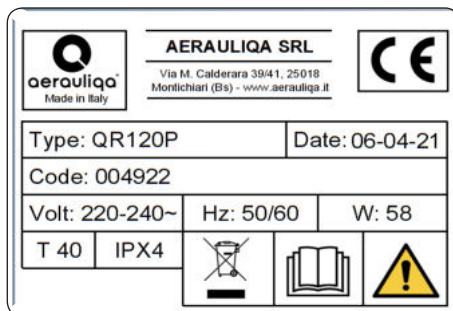 AERAULIQA SRL
aerauliqa
Made in Italy
Via M. Calderara 39/41, 25018
Montichiari (Bs) - www.aerauliqa.it
CE
Type: QR120P
Date: 06-04-21
Code: 004922
Volt: 220-240~
Hz: 50/60
W: 58
T 40
IPX4